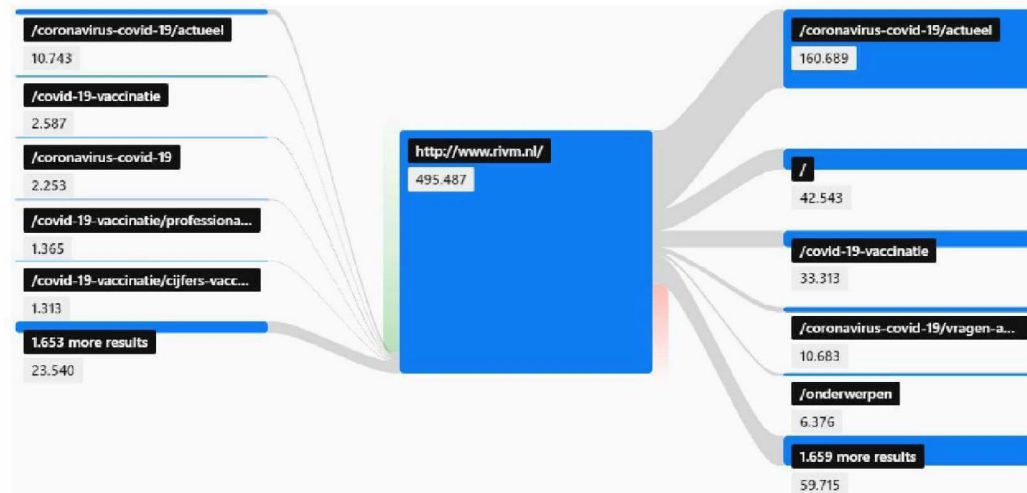 /coronavirus-covid-19/actueel
10.743
/covid-19-vaccinatie
2.587
/coronavirus-covid-19
2.253
/covid-19-vaccinatie/professiona...
1.365
/covid-19-vaccinatie/cijfers-vacc...
1.313
1.653 more results
23.540
http://www.rivm.nl/
495.487
/coronavirus-covid-19/actueel
160.689
/
42.543
/covid-19-vaccinatie
33.313
/coronavirus-covid-19/vragen-a...
10.683
/onderwerpen
6.376
1.659 more results
59.715